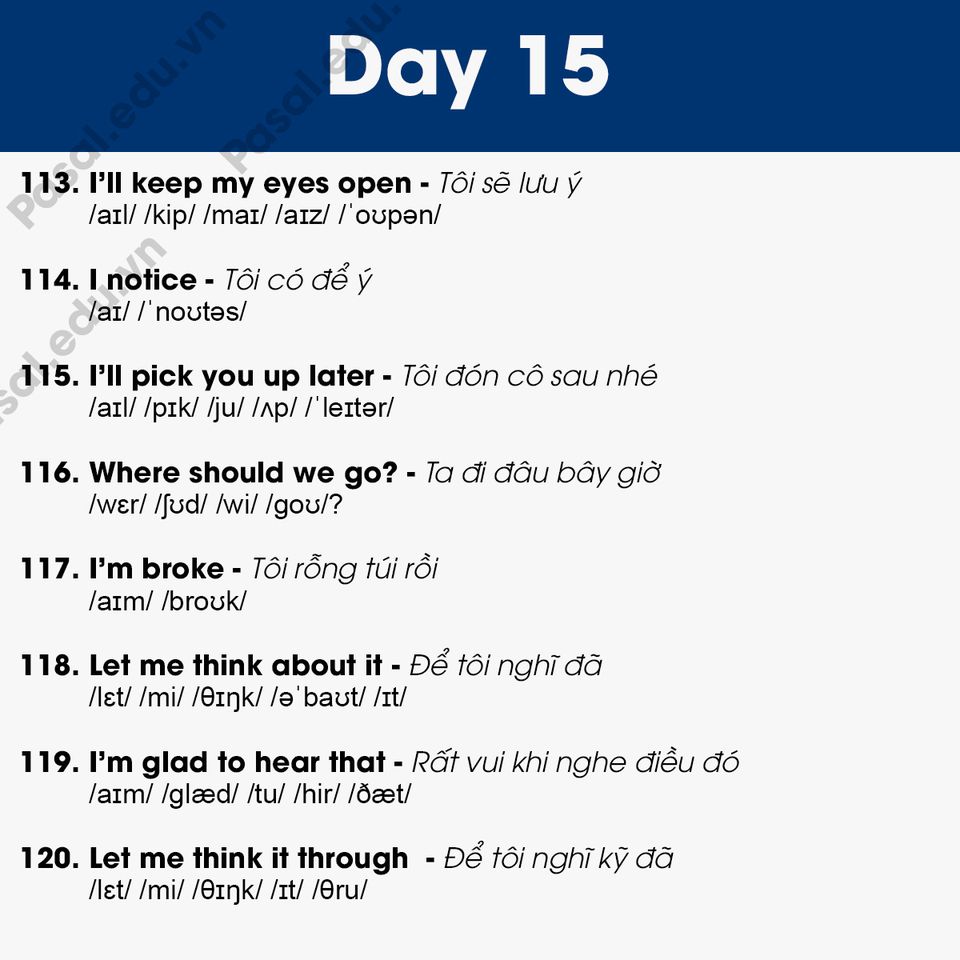 Day 15
113. I’ll keep my eyes open - Tôi sẽ lưu ý
/aɪl/ /kip/ /maɪ/ /aɪz/ /ˈoʊpən/
114. I notice - Tôi có để ý
/aɪ/ /ˈnoʊtəs/
115. I’ll pick you up later - Tôi đón cô sau nhé
/aɪl/ /pɪk/ /ju/ /ʌp/ /ˈleɪtər/
116. Where should we go? - Ta đi đâu bây giờ
/wɛr/ /ʃʊd/ /wi/ /goʊ/?
117. I’m broke - Tôi rỗng túi rồi
/aɪm/ /broʊk/
118. Let me think about it - Để tôi nghĩ đã
/lɛt/ /mi/ /θɪŋk/ /əˈbaʊt/ /ɪt/
119. I’m glad to hear that - Rất vui khi nghe điều đó
/aɪm/ /glæd/ /tu/ /hir/ /ðæt/
120. Let me think it through - Để tôi nghĩ kỹ đã
/lɛt/ /mi/ /θɪŋk/ /ɪt/ /θru/
Pasal.edu.vn
Pasal.edu.vn
sal.edu.vn